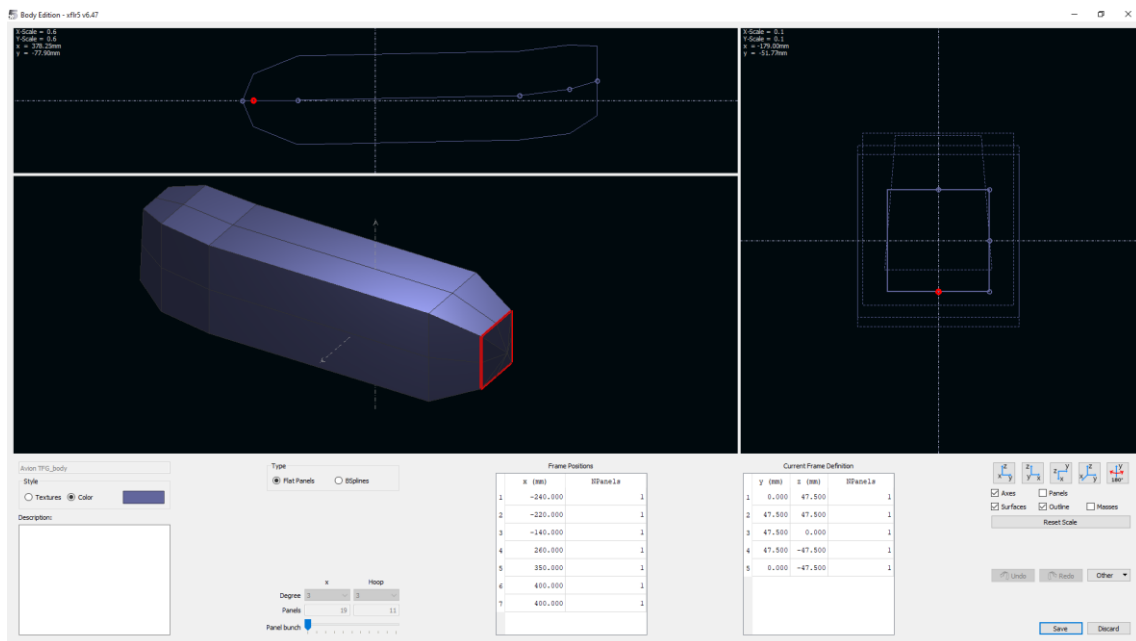 Body Edition - xflr5 v6.47
X-Scale = 0.6
Y-Scale = 0.6
x = 378.25mm
y = -77.90mm
X-Scale = 0.1
Y-Scale = 0.1
x = -179.00mm
y = -51.77mm
Avion TFG_body
Style
Textures Color
Description:
Type
Flat Panels BSplines
x Hoop
Degree 3 3
Panels 19 11
Panel bunch
Frame Positions
x (mm) NPanels
1 -240.000 1
2 -220.000 1
3 -140.000 1
4 260.000 1
5 350.000 1
6 400.000 1
7 400.000 1
Current Frame Definition
y (mm) z (mm) NPanels
1 0.000 47.500 1
2 47.500 47.500 1
3 47.500 0.000 1
4 47.500 -47.500 1
5 0.000 -47.500 1
z x y
z y x
z y x
z x y
180°
Axes Panels
Surfaces Outline Masses
Reset Scale
Undo Redo Other
Save Discard